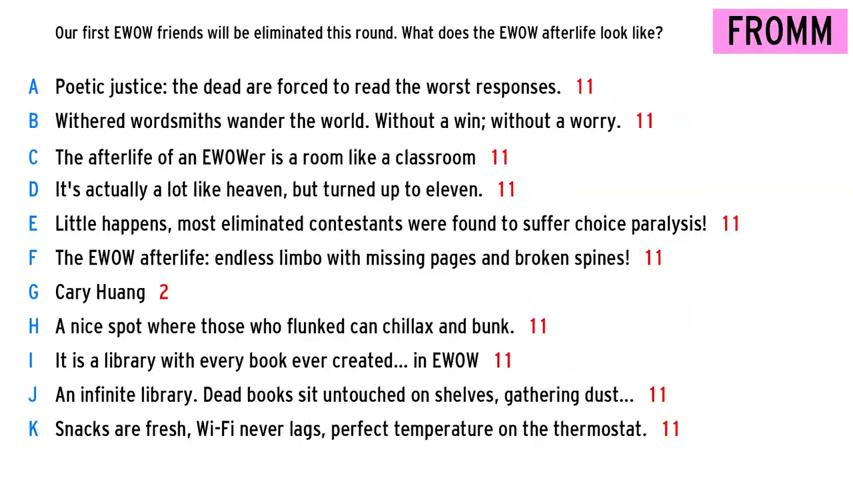 Our first EWOW friends will be eliminated this round. What does the EWOW afterlife look like?
FROMM
A Poetic justice: the dead are forced to read the worst responses. 11
B Withered wordsmiths wander the world. Without a win; without a worry. 11
C The afterlife of an EWOWer is a room like a classroom 11
D It's actually a lot like heaven, but turned up to eleven. 11
E Little happens, most eliminated contestants were found to suffer choice paralysis! 11
F The EWOW afterlife: endless limbo with missing pages and broken spines! 11
G Cary Huang 2
H A nice spot where those who flunked can chillax and bunk. 11
I It is a library with every book ever created... in EWOW 11
J An infinite library. Dead books sit untouched on shelves, gathering dust... 11
K Snacks are fresh, Wi-Fi never lags, perfect temperature on the thermostat. 11